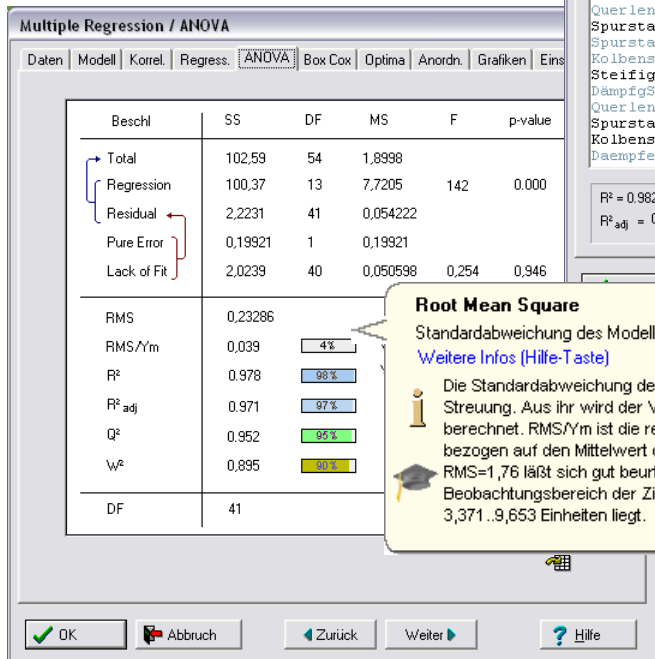 Multiple Regression / ANOVA
Daten Modell Korrel. Regress. ANOVA Box Cox Optima Anordn. Grafiken Eins
Beschl SS DF MS F p-value
Total 102,59 54 1,8998
Regression 100,37 13 7,7205 142 0.000
Residual 2,2231 41 0,054222
Pure Error 0,19921 1 0,19921
Lack of Fit 2,0239 40 0,050598 0,254 0,946
RMS 0,23286
RMS/Ym 0,039 4%
R² 0.978 98%
R² adj 0.971 97%
Q² 0.952 95%
W² 0,895 90%
DF 41
Querlen
Spursta
Spursta
Kolbens
Steifig
DämpfgS
Querlen
Spursta
Kolbens
Daempfe
R² = 0.982
R²adj =
Root Mean Square
Standardabweichung des Modell
Weitere Infos (Hilfe-Taste)
Die Standardabweichung de
Streuung. Aus ihr wird der V
berechnet. RMS/Ym ist die re
bezogen auf den Mittelwert
RMS=1,76 läßt sich gut beurt
Beobachtungsbereich der Zi
3,371..9,653 Einheiten liegt.
OK Abbruch Zurück Weiter Hilfe